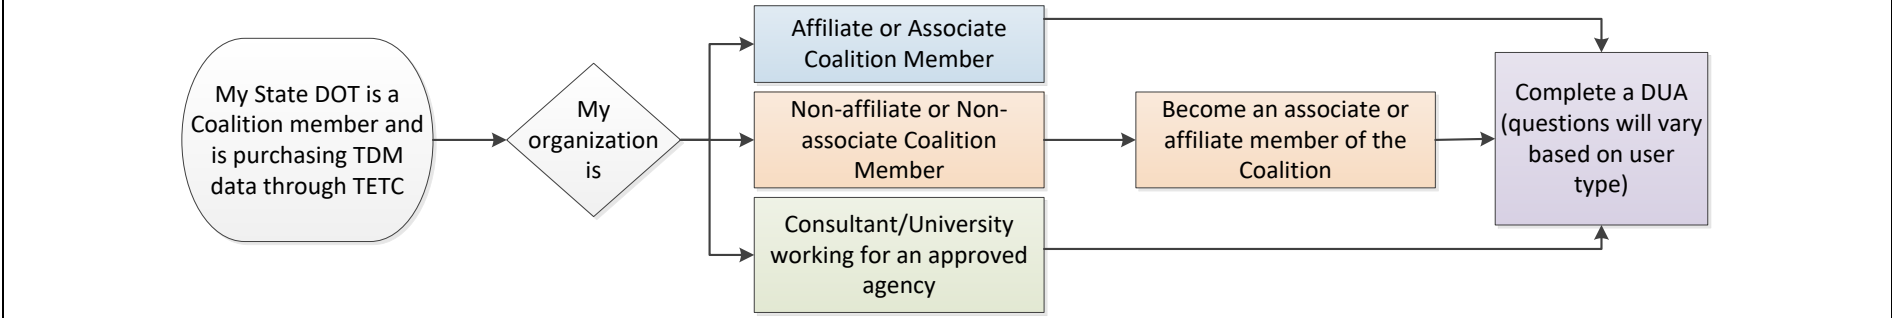 My State DOT is a
Coalition member and
is purchasing TDM
data through TETC
My
organization
is
Affiliate or Associate
Coalition Member
Non-affiliate or Non-
associate Coalition
Member
Consultant/University
working for an approved
agency
Become an associate or
affiliate member of the
Coalition
Complete a DUA
(questions will vary
based on user
type)